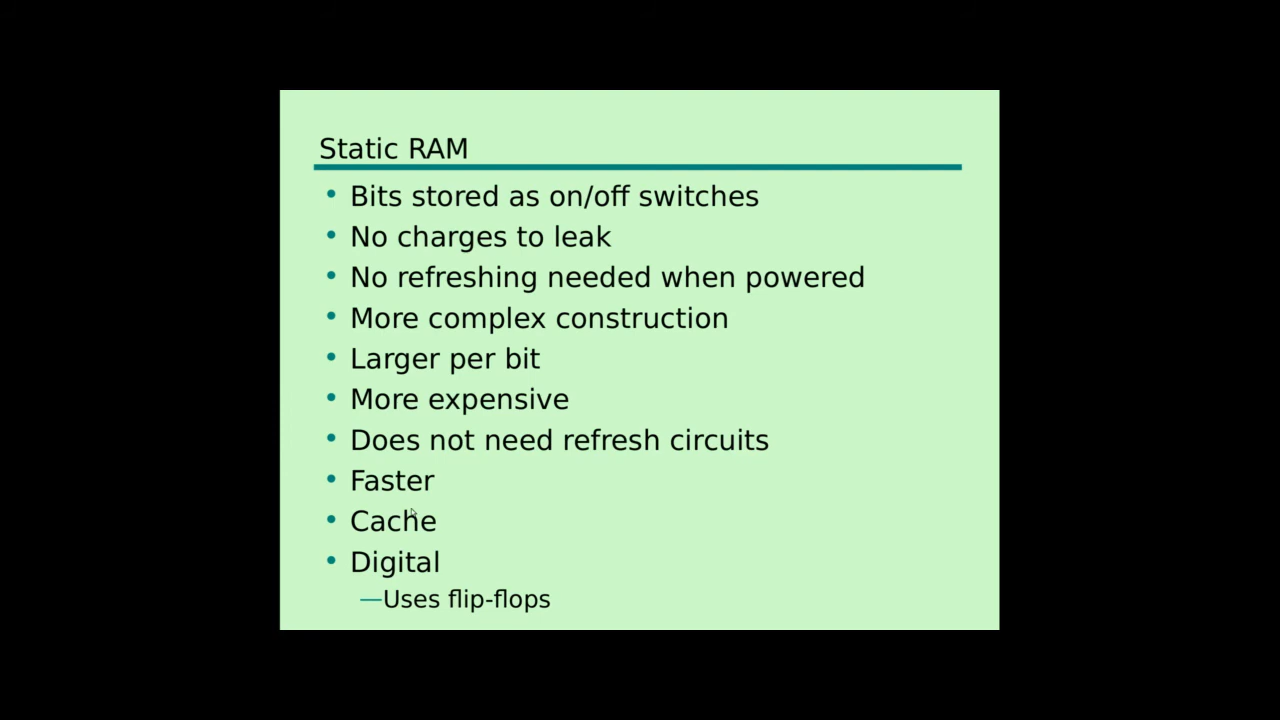 Static RAM
• Bits stored as on/off switches
• No charges to leak
• No refreshing needed when powered
• More complex construction
• Larger per bit
• More expensive
• Does not need refresh circuits
• Faster
• Cache
• Digital
—Uses flip-flops